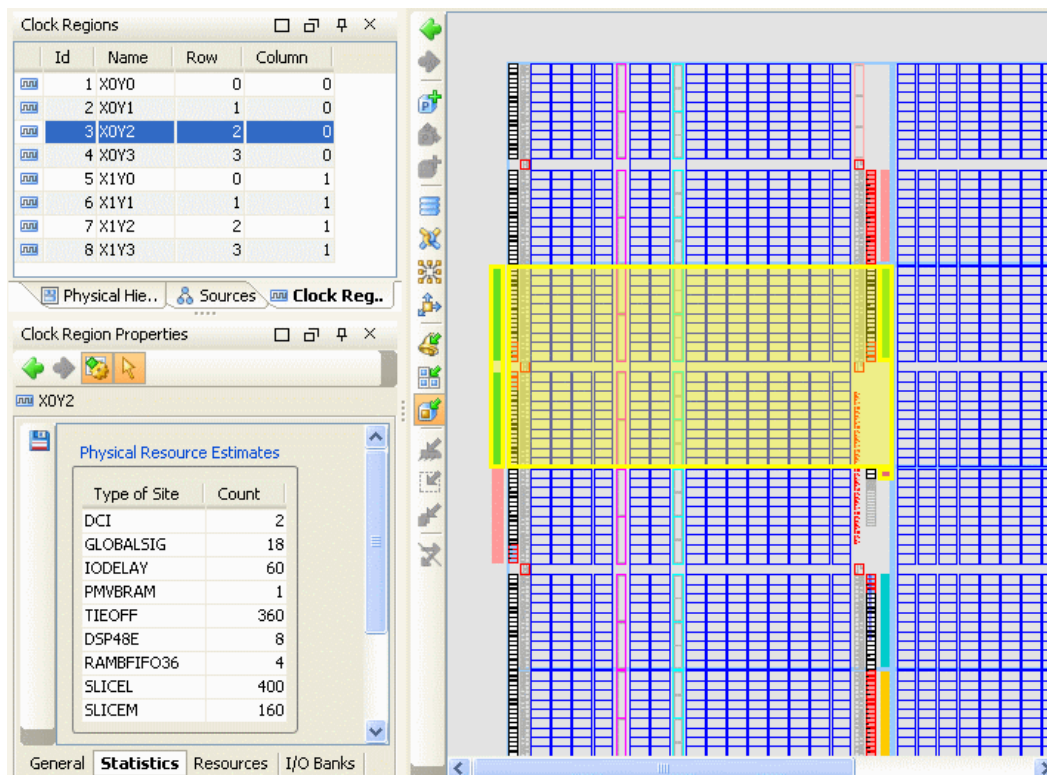 Clock Regions
Id Name Row Column
1 X0Y0 0 0
2 X0Y1 1 0
3 X0Y2 2 0
4 X0Y3 3 0
5 X1Y0 0 1
6 X1Y1 1 1
7 X1Y2 2 1
8 X1Y3 3 1
Physical Hie.. Sources Clock Reg..
Clock Region Properties
X0Y2
Physical Resource Estimates
Type of Site Count
DCI 2
GLOBALSIG 18
IODELAY 60
PMVBRAM 1
TIEOFF 360
DSP48E 8
RAMBFIFO36 4
SLICEL 400
SLICEM 160
General Statistics Resources I/O Banks